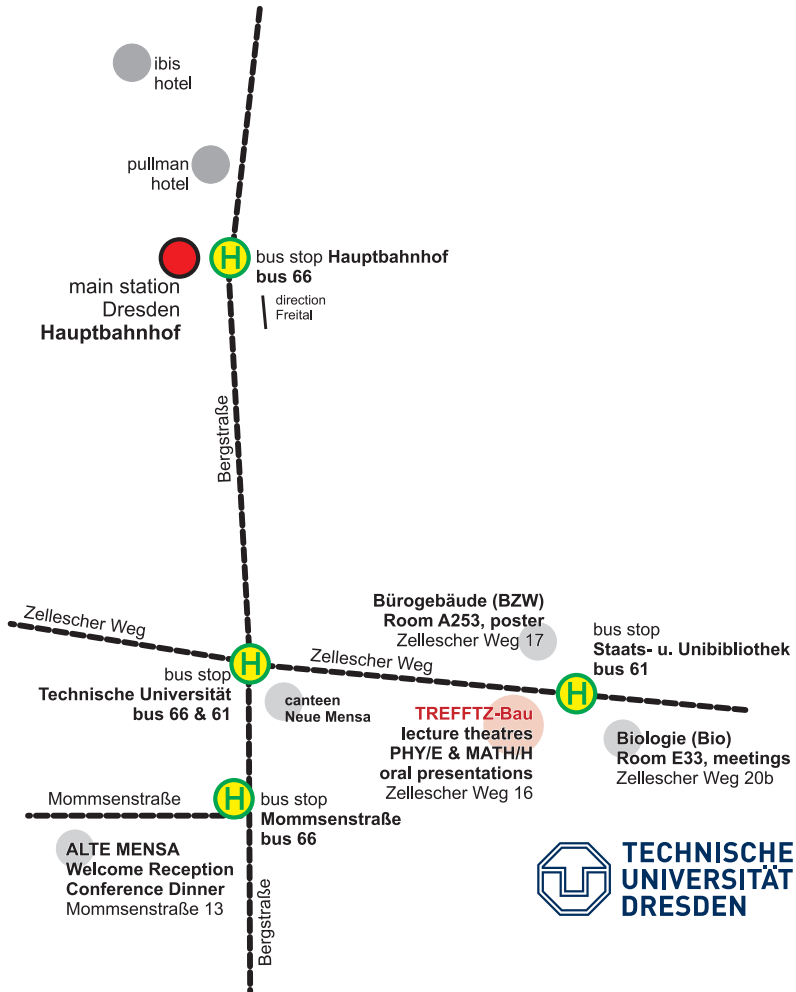 ibis
hotel
pullman
hotel
H
bus stop Hauptbahnhof
bus 66
main station
Dresden
Hauptbahnhof
direction
Freital
Bergstraße
Zellescher Weg
H
bus stop
Technische Universität
bus 66 & 61
Zellescher Weg
canteen
Neue Mensa
Bürogebäude (BZW)
Room A253, poster
Zellescher Weg 17
bus stop
Staats- u. Unibibliothek
bus 61
H
TREFFTZ-Bau
lecture theatres
PHY/E & MATH/H
oral presentations
Zellescher Weg 16
Biologie (Bio)
Room E33, meetings
Zellescher Weg 20b
Mommsenstraße
H
bus stop
Mommsenstraße
bus 66
ALTE MENSA
Welcome Reception
Conference Dinner
Mommsenstraße 13
Bergstraße
TECHNISCHE
UNIVERSITÄT
DRESDEN